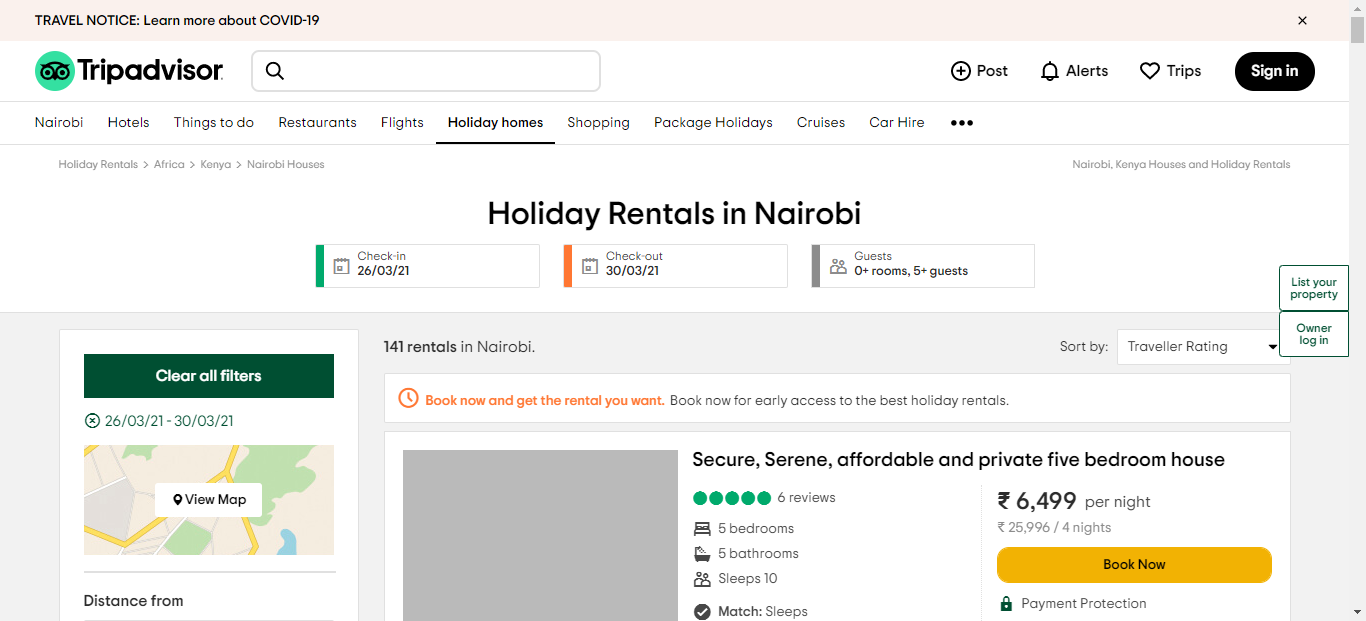 TRAVEL NOTICE: Learn more about COVID-19
Tripadvisor
Post
Alerts
Trips
Sign in
Nairobi
Hotels
Things to do
Restaurants
Flights
Holiday homes
Shopping
Package Holidays
Cruises
Car Hire
Holiday Rentals > Africa > Kenya > Nairobi Houses
Nairobi, Kenya Houses and Holiday Rentals
Holiday Rentals in Nairobi
Check-in
26/03/21
Check-out
30/03/21
Guests
0+ rooms, 5+ guests
List your
property
Owner
log in
Clear all filters
26/03/21 - 30/03/21
View Map
Distance from
141 rentals in Nairobi.
Sort by:
Traveller Rating
Book now and get the rental you want. Book now for early access to the best holiday rentals.
Secure, Serene, affordable and private five bedroom house
6 reviews
5 bedrooms
5 bathrooms
Sleeps 10
Match: Sleeps
₹ 6,499 per night
₹ 25,996 / 4 nights
Book Now
Payment Protection